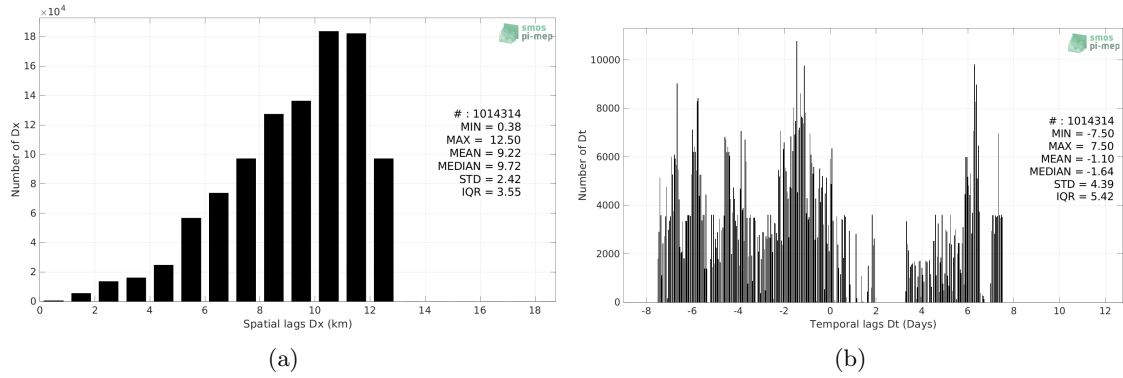 ×10⁴
18
16
14
12
10
8
6
4
2
0
Number of Dx
0 2 4 6 8 10 12 14 16 18
Spatial lags Dx (km)
smos
pi-mep
# : 1014314
MIN = 0.38
MAX = 12.50
MEAN = 9.22
MEDIAN = 9.72
STD = 2.42
IQR = 3.55
(a)
10000
8000
6000
4000
2000
0
Number of Dt
-8 -6 -4 -2 0 2 4 6 8 10 12
Temporal lags Dt (Days)
smos
pi-mep
# : 1014314
MIN = -7.50
MAX = 7.50
MEAN = -1.10
MEDIAN = -1.64
STD = 4.39
IQR = 5.42
(b)